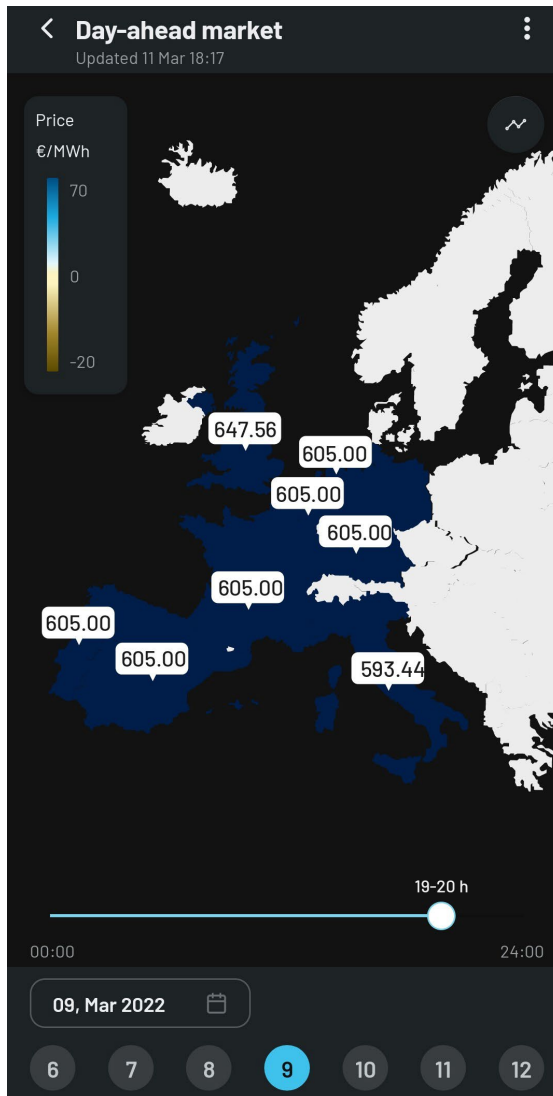 Day-ahead market
Updated 11 Mar 18:17
Price
€/MWh
70
0
-20
647.56
605.00
605.00
605.00
605.00
605.00
605.00
593.44
19-20 h
00:00
24:00
09, Mar 2022
6 7 8 9 10 11 12